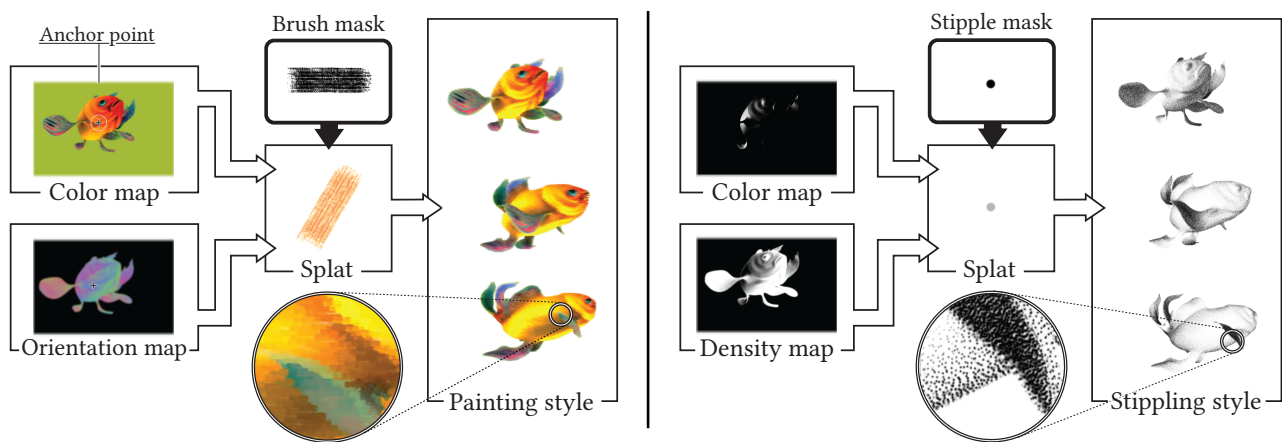 Anchor point
Brush mask
Color map
Orientation map
Splat
Painting style
Stipple mask
Color map
Density map
Splat
Stippling style